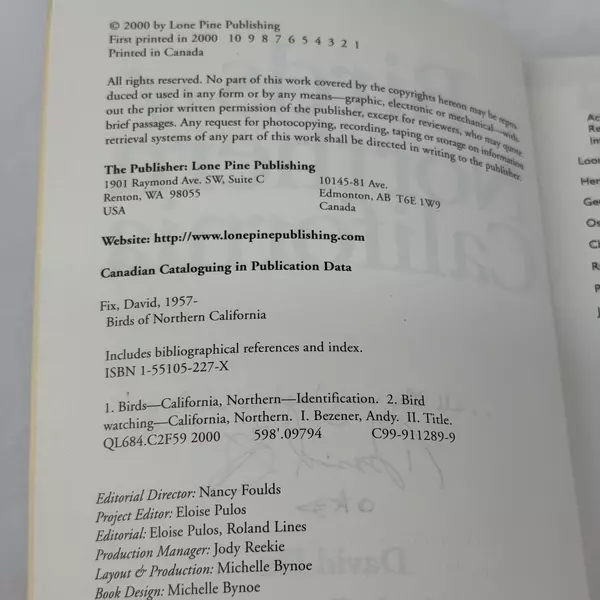 © 2000 by Lone Pine Publishing
First printed in 2000 10 9 8 7 6 5 4 3 2 1
Printed in Canada
All rights reserved. No part of this work covered by the copyrights hereon may be repro-
duced or used in any form or by any means—graphic, electronic or mechanical—with-
out the prior written permission of the publisher, except for reviewers, who may quote
brief passages. Any request for photocopying, recording, taping or storage on information
retrieval systems of any part of this work shall be directed in writing to the publisher.
The Publisher: Lone Pine Publishing
1901 Raymond Ave. SW, Suite C
Renton, WA 98055
USA
10145-81 Ave.
Edmonton, AB T6E 1W9
Canada
Website: http://www.lonepinepublishing.com
Canadian Cataloguing in Publication Data
Fix, David, 1957-
Birds of Northern California
Includes bibliographical references and index.
ISBN 1-55105-227-X
1. Birds—California, Northern—Identification. 2. Bird
watching—California, Northern. I. Bezener, Andy. II. Title.
QL684.C2F59 2000 598'.09794 C99-911289-9
Editorial Director: Nancy Foulds
Project Editor: Eloise Pulos
Editorial: Eloise Pulos, Roland Lines
Production Manager: Jody Reekie
Layout & Production: Michelle Bynoe
Book Design: Michelle Bynoe